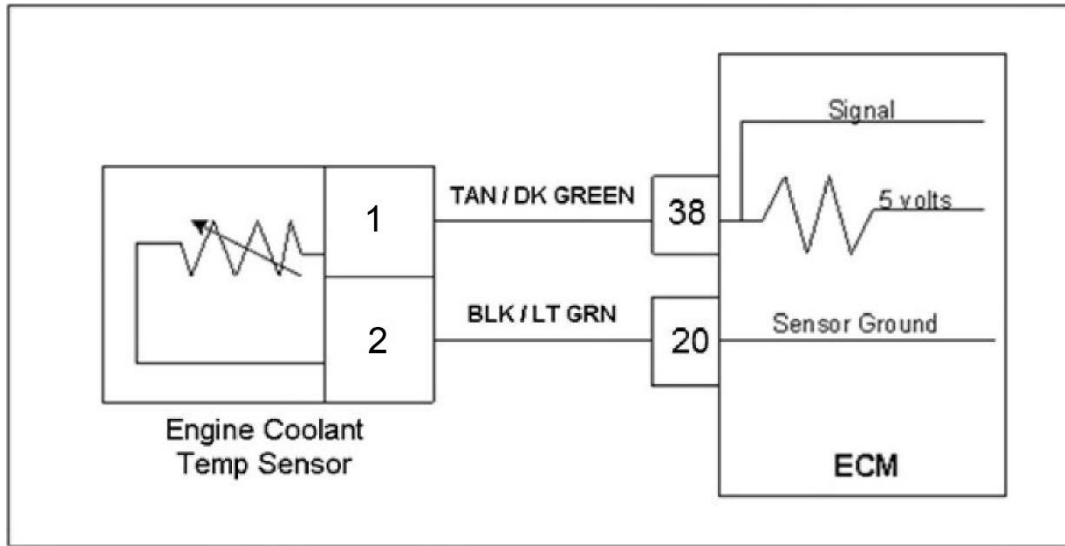 Signal
TAN / DK GREEN
1
38
5 volts
BLK / LT GRN
2
20
Sensor Ground
Engine Coolant
Temp Sensor
ECM